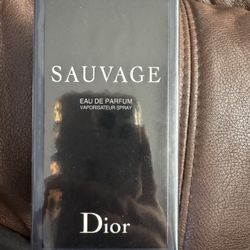 SAUVAGE
EAU DE PARFUM
VAPORISATEUR SPRAY
Dior